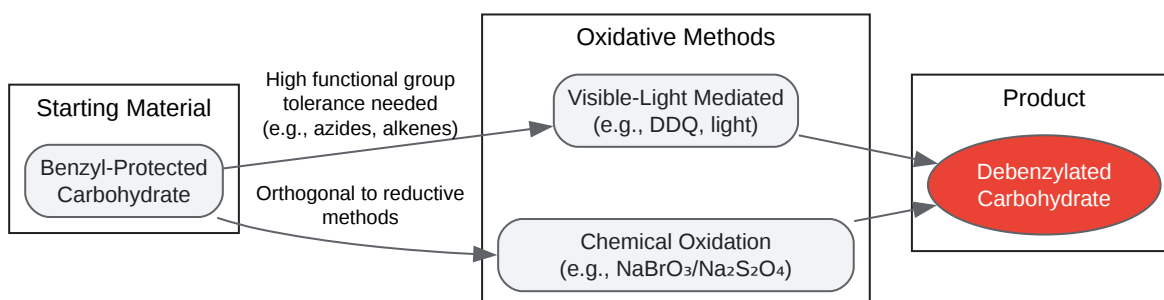 Starting Material
Benzyl-Protected
Carbohydrate
High functional group
tolerance needed
(e.g., azides, alkenes)
Orthogonal to reductive
methods
Oxidative Methods
Visible-Light Mediated
(e.g., DDQ, light)
Chemical Oxidation
(e.g., NaBrO₃/Na₂S₂O₄)
Product
Debenzylated
Carbohydrate